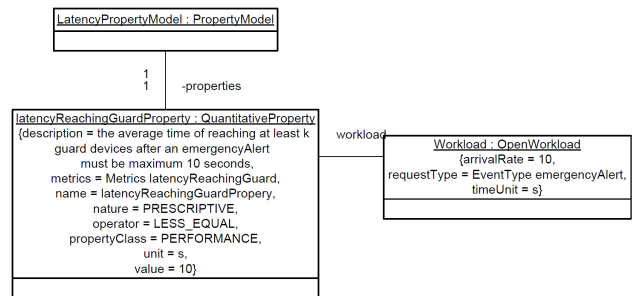 LatencyPropertyModel : PropertyModel
1
1
-properties
latencyReachingGuardProperty : QuantitativeProperty
{description = the average time of reaching at least k
guard devices after an emergencyAlert
must be maximum 10 seconds,
metrics = Metrics latencyReachingGuard,
name = latencyReachingGuardPropery,
nature = PRESCRIPTIVE,
operator = LESS_EQUAL,
propertyClass = PERFORMANCE,
unit = s,
value = 10}
workload
Workload : OpenWorkload
{arrivalRate = 10,
requestType = EventType emergencyAlert,
timeUnit = s}